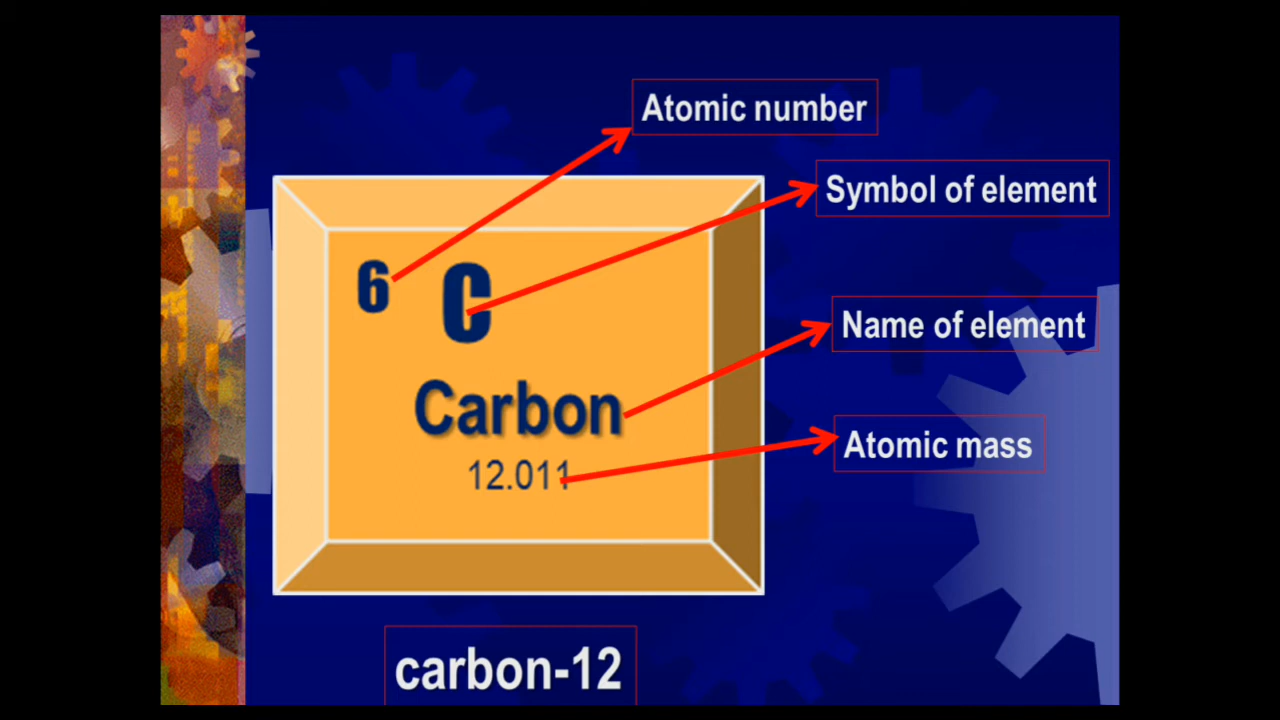 Atomic number
Symbol of element
6 C
Name of element
Carbon
Atomic mass
12.011
carbon-12